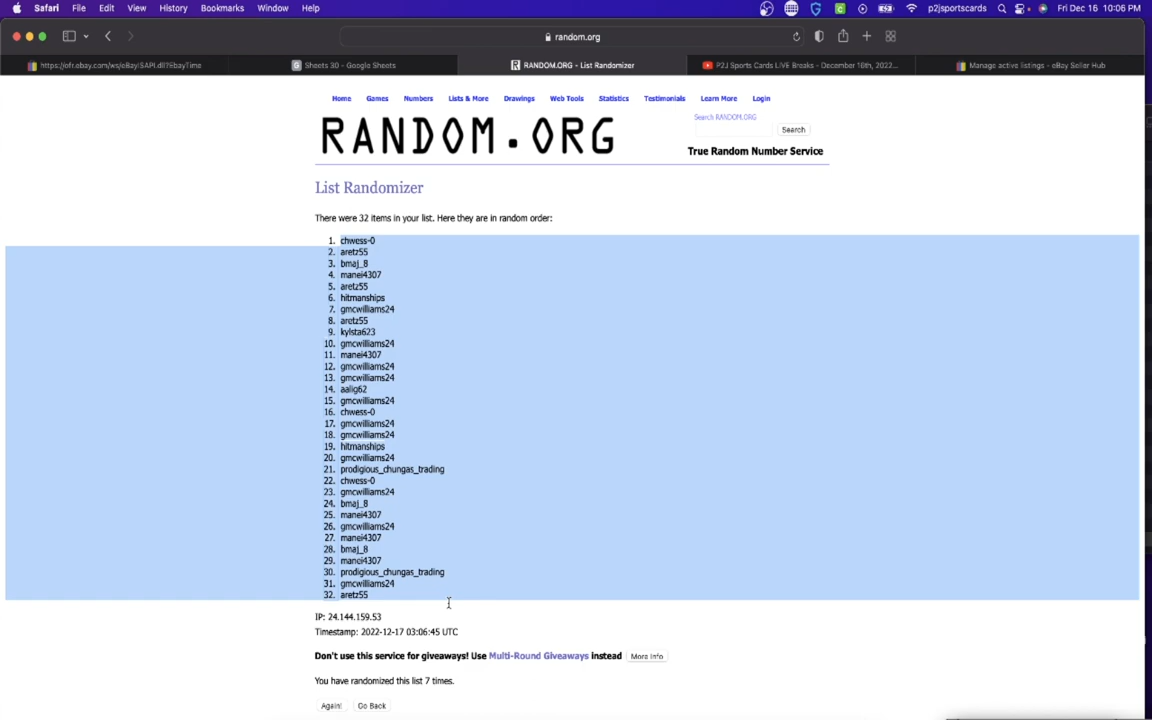 Safari File Edit View History Bookmarks Window Help p2jsportscards Fri Dec 16 10:06 PM
random.org
https://ofr.ebay.com/ws/eBayISAPI.dll?EbayTime Sheets 30 - Google Sheets RANDOM.ORG - List Randomizer P2J Sports Cards LIVE Breaks - December 16th, 2022... Manage active listings - eBay Seller Hub
Home Games Numbers Lists & More Drawings Web Tools Statistics Testimonials Learn More Login
Search RANDOM.ORG
RANDOM.ORG
Search
True Random Number Service
List Randomizer
There were 32 items in your list. Here they are in random order:
1. chwess-0
2. aretz55
3. bmaj_8
4. manei4307
5. aretz55
6. hitmanships
7. gmcwilliams24
8. aretz55
9. kylsta623
10. gmcwilliams24
11. manei4307
12. gmcwilliams24
13. gmcwilliams24
14. aalig62
15. gmcwilliams24
16. chwess-0
17. gmcwilliams24
18. gmcwilliams24
19. hitmanships
20. gmcwilliams24
21. prodigious_chungas_trading
22. chwess-0
23. gmcwilliams24
24. bmaj_8
25. manei4307
26. gmcwilliams24
27. manei4307
28. bmaj_8
29. manei4307
30. prodigious_chungas_trading
31. gmcwilliams24
32. aretz55
IP: 24.144.159.53
Timestamp: 2022-12-17 03:06:45 UTC
Don't use this service for giveaways! Use Multi-Round Giveaways instead More Info
You have randomized this list 7 times.
Again! Go Back